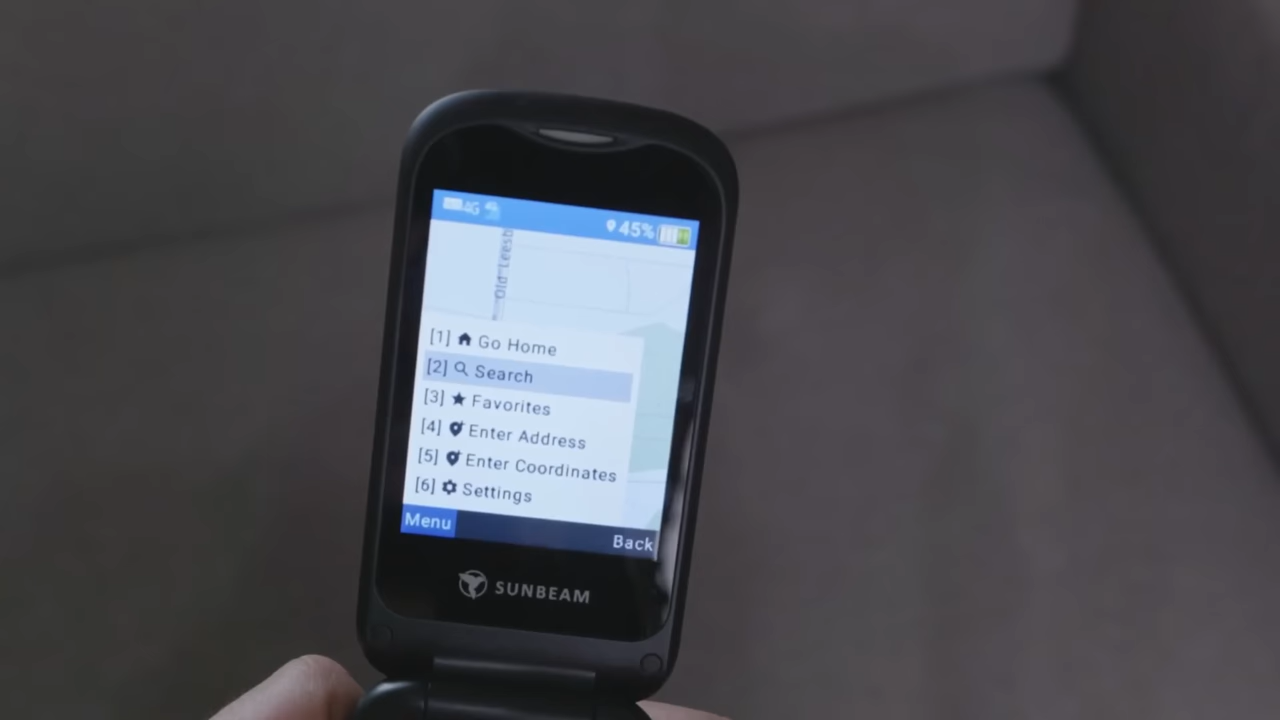 4G 4G 45%
Old Leesb
[1] Go Home
[2] Search
[3] Favorites
[4] Enter Address
[5] Enter Coordinates
[6] Settings
Menu Back
SUNBEAM